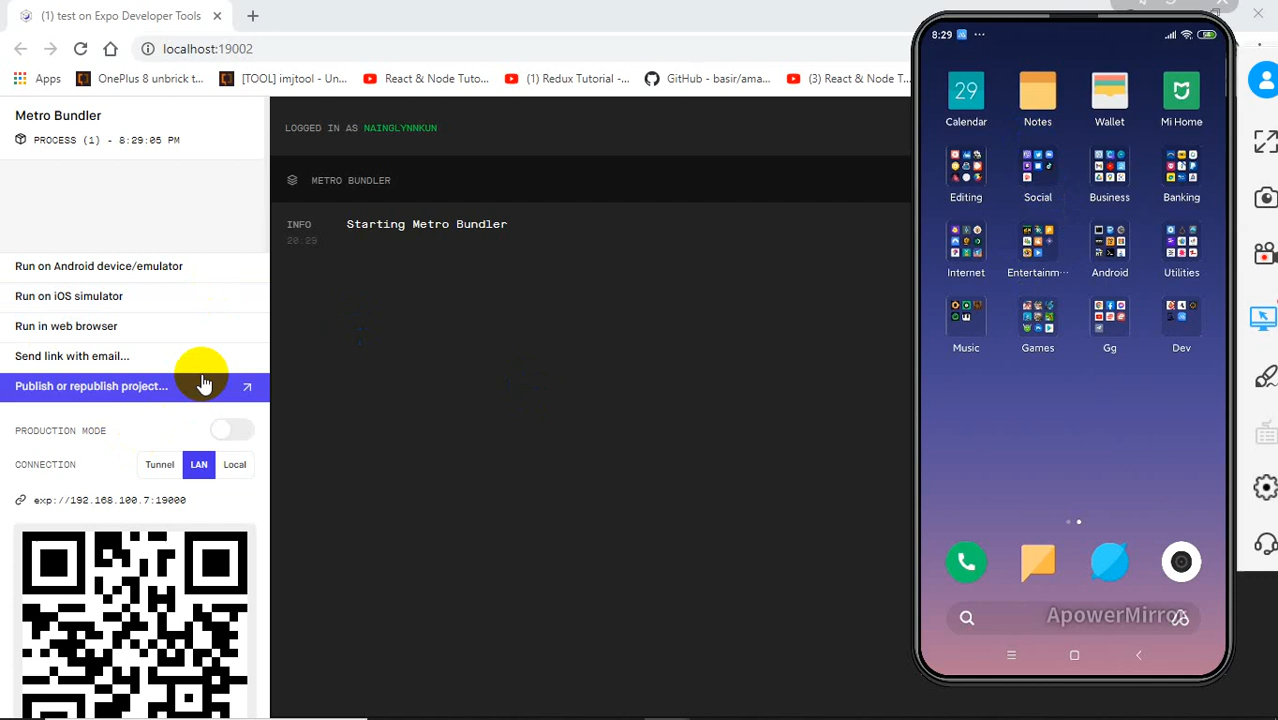 (1) test on Expo Developer Tools
localhost:19002
Apps
OnePlus 8 unbrick t...
[TOOL] imjtool - Un...
React & Node Tuto...
(1) Redux Tutorial -...
GitHub - basir/ama...
(3) React & Node T...
Metro Bundler
PROCESS (1) - 8:29:05 PM
Run on Android device/emulator
Run on iOS simulator
Run in web browser
Send link with email...
Publish or republish project...
PRODUCTION MODE
CONNECTION
Tunnel
LAN
Local
exp://192.168.100.7:19000
LOGGED IN AS NAINGLYNNKUN
METRO BUNDLER
INFO
Starting Metro Bundler
20:29
8:29
29
Calendar
Notes
Wallet
Mi Home
Editing
Social
Business
Banking
Internet
Entertainm...
Android
Utilities
Music
Games
Gg
Dev